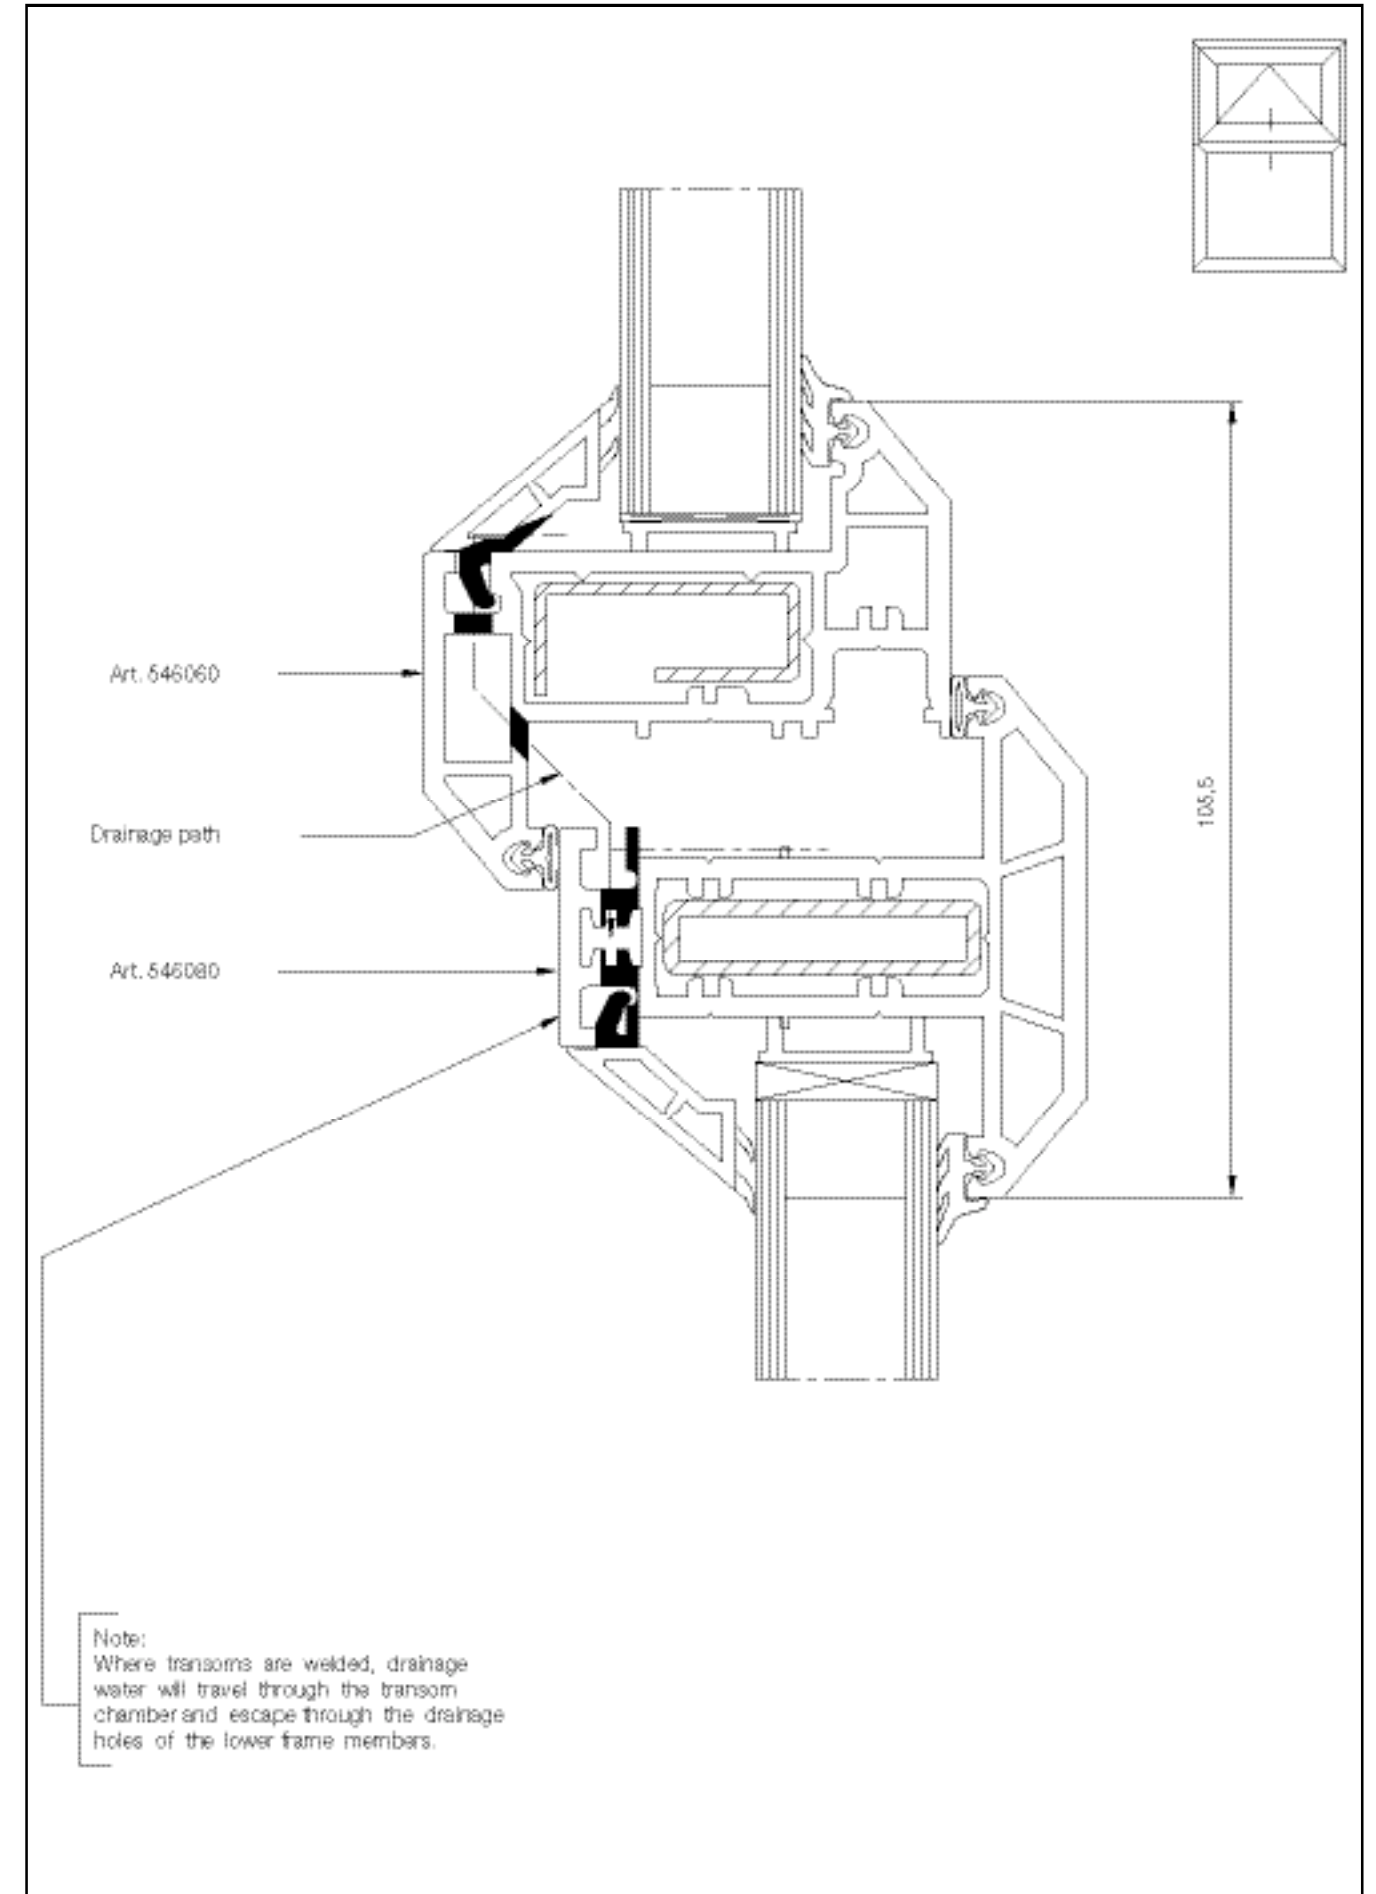 Art. 546060
105,5
Drainage path
Art. 546080
Note:
Where transoms are welded, drainage
water will travel through the transom
chamber and escape through the drainage
holes of the lower frame members.